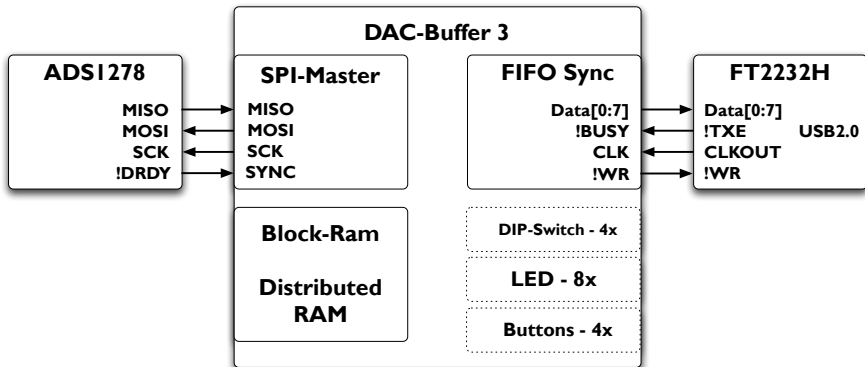 DAC-Buffer 3
ADS1278
MISO
MOSI
SCK
!DRDY
SPI-Master
MISO
MOSI
SCK
SYNC
FIFO Sync
Data[0:7]
!BUSY
CLK
!WR
FT2232H
Data[0:7]
!TXE USB2.0
CLKOUT
!WR
Block-Ram
Distributed
RAM
DIP-Switch - 4x
LED - 8x
Buttons - 4x